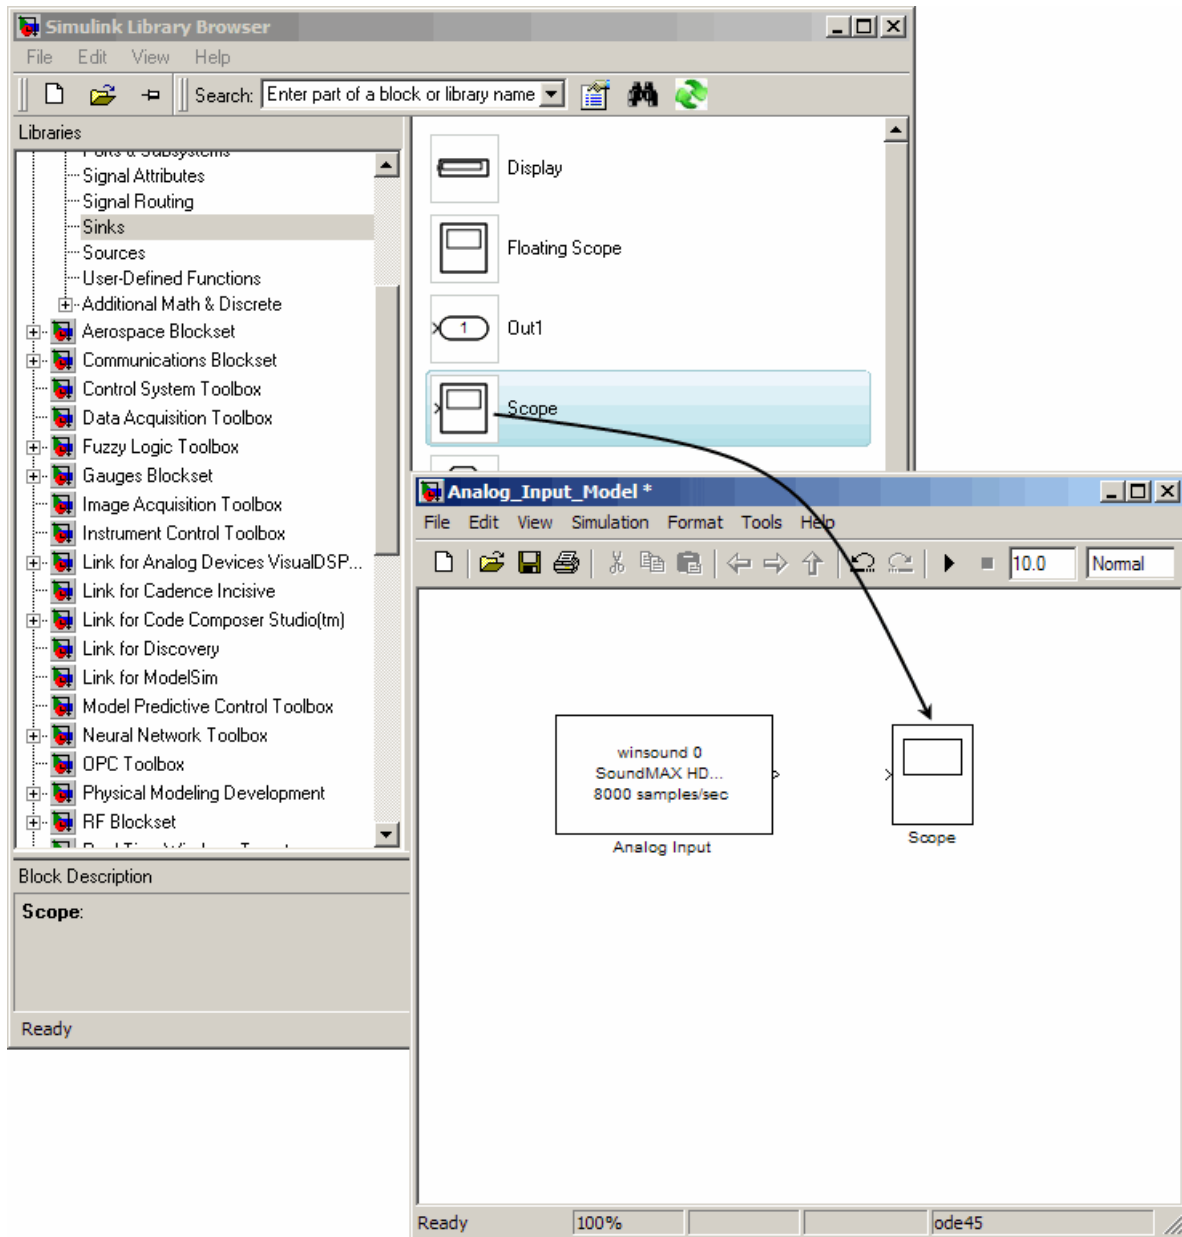 Simulink Library Browser
File Edit View Help
Search: Enter part of a block or library name
Libraries
Ports & Subsystems
Signal Attributes
Signal Routing
Sinks
Sources
User-Defined Functions
Additional Math & Discrete
Aerospace Blockset
Communications Blockset
Control System Toolbox
Data Acquisition Toolbox
Fuzzy Logic Toolbox
Gauges Blockset
Image Acquisition Toolbox
Instrument Control Toolbox
Link for Analog Devices VisualDSP...
Link for Cadence Incisive
Link for Code Composer Studio(tm)
Link for Discovery
Link for ModelSim
Model Predictive Control Toolbox
Neural Network Toolbox
OPC Toolbox
Physical Modeling Development
RF Blockset
Block Description
Scope:
Ready
Display
Floating Scope
1 Out1
Scope
Analog_Input_Model *
File Edit View Simulation Format Tools Help
10.0 Normal
winsound 0
SoundMAX HD...
8000 samples/sec
Analog Input
Scope
Ready 100% ode45